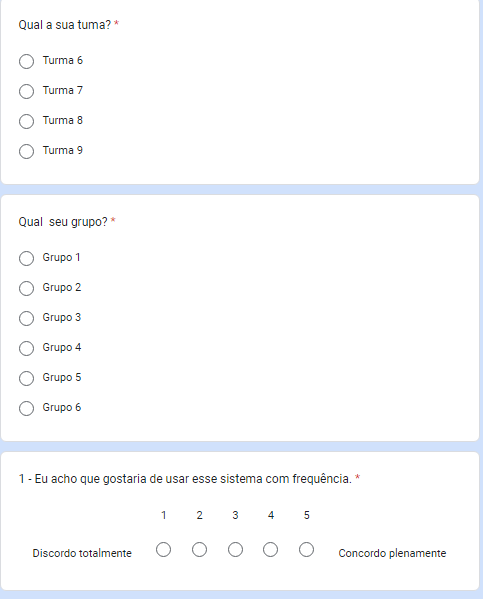 Qual a sua tuma? *
Turma 6
Turma 7
Turma 8
Turma 9
Qual  seu grupo? *
Grupo 1
Grupo 2
Grupo 3
Grupo 4
Grupo 5
Grupo 6
1 - Eu acho que gostaria de usar esse sistema com frequência. *
1 2 3 4 5
Discordo totalmente Concordo plenamente